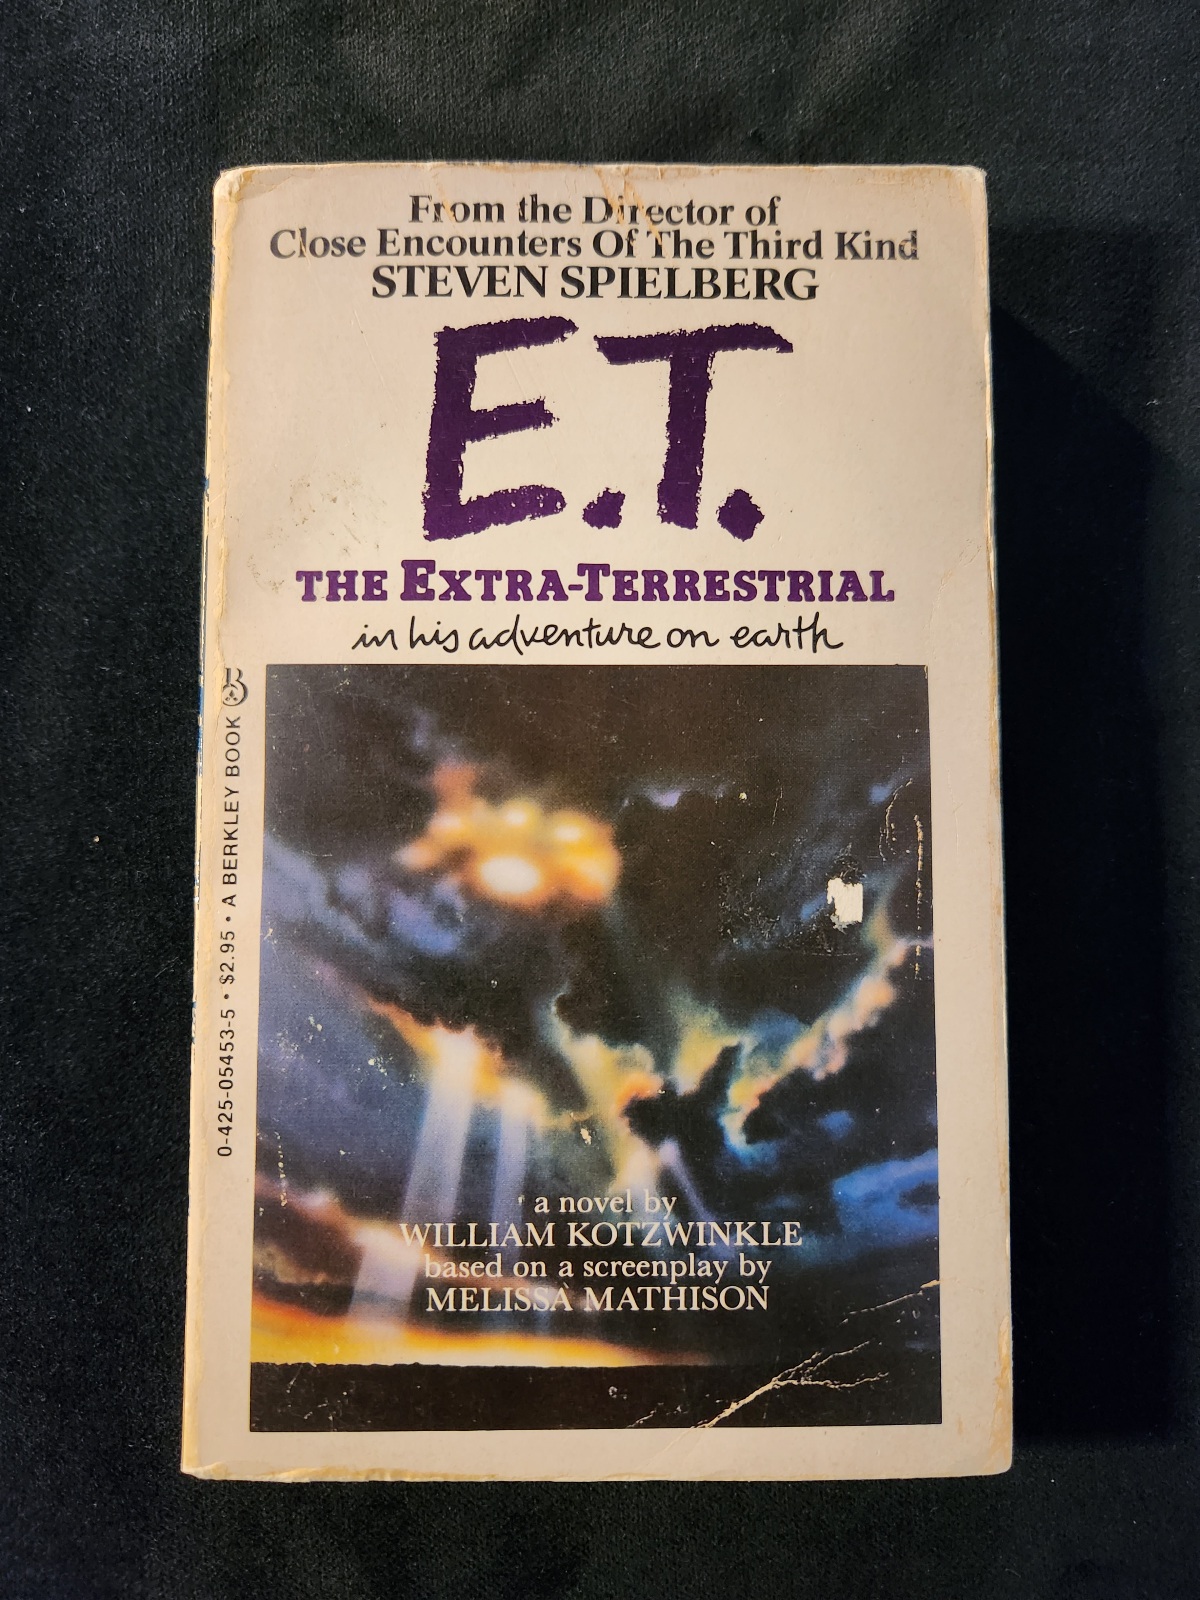 From the Director of
Close Encounters Of The Third Kind
STEVEN SPIELBERG
E.T.
THE EXTRA-TERRESTRIAL
in his adventure on earth
0-425-05453-5 • $2.95 • A BERKLEY BOOK
a novel by
WILLIAM KOTZWINKLE
based on a screenplay by
MELISSA MATHISON